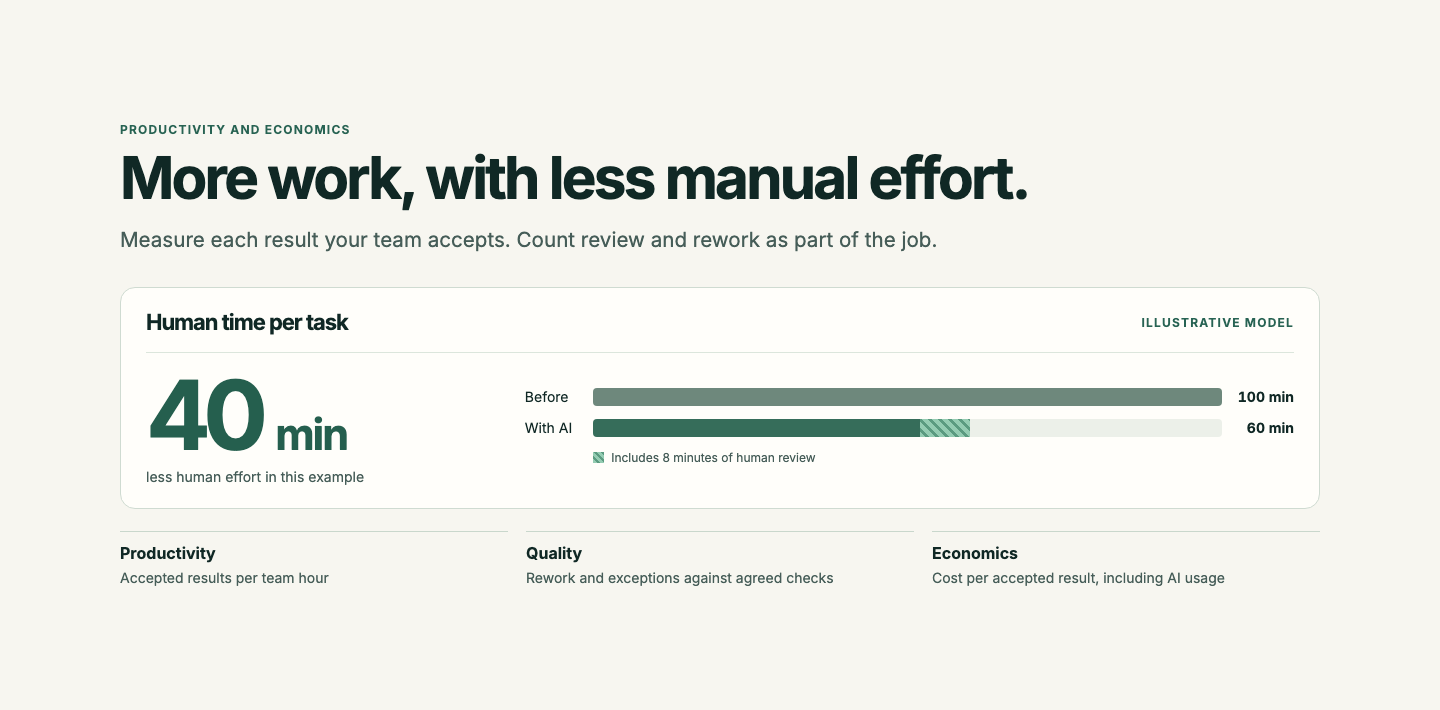 PRODUCTIVITY AND ECONOMICS
More work, with less manual effort.
Measure each result your team accepts. Count review and rework as part of the job.
Human time per task
ILLUSTRATIVE MODEL
40 min
less human effort in this example
Before
100 min
With AI
60 min
Includes 8 minutes of human review
Productivity
Accepted results per team hour
Quality
Rework and exceptions against agreed checks
Economics
Cost per accepted result, including AI usage